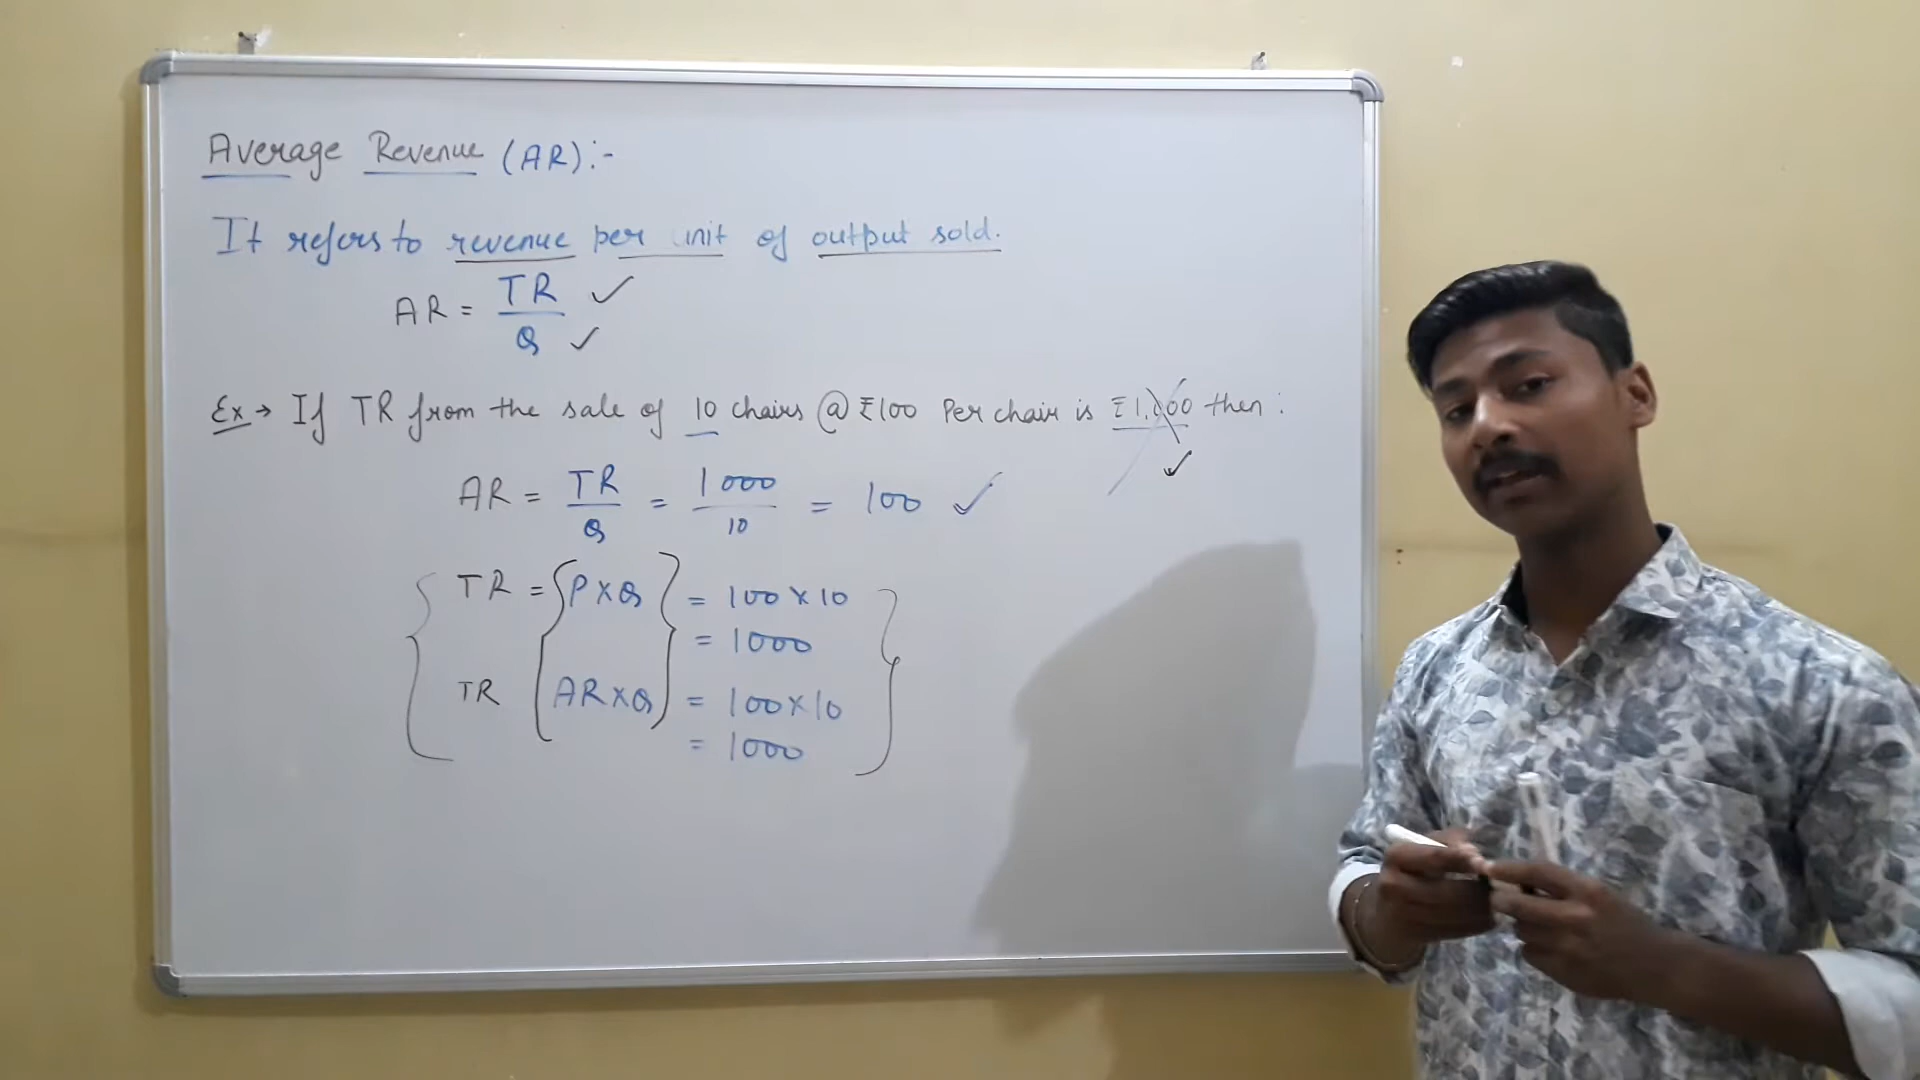 Average Revenue (AR):-
It refers to revenue per unit of output sold.
AR = TR/Q
Ex → If TR from the sale of 10 chairs @ ₹100 Per chair is ₹1,000 then :
AR = TR/Q = 1000/10 = 100
TR = P×Q = 100×10
= 1000
TR AR×Q = 100×10
= 1000